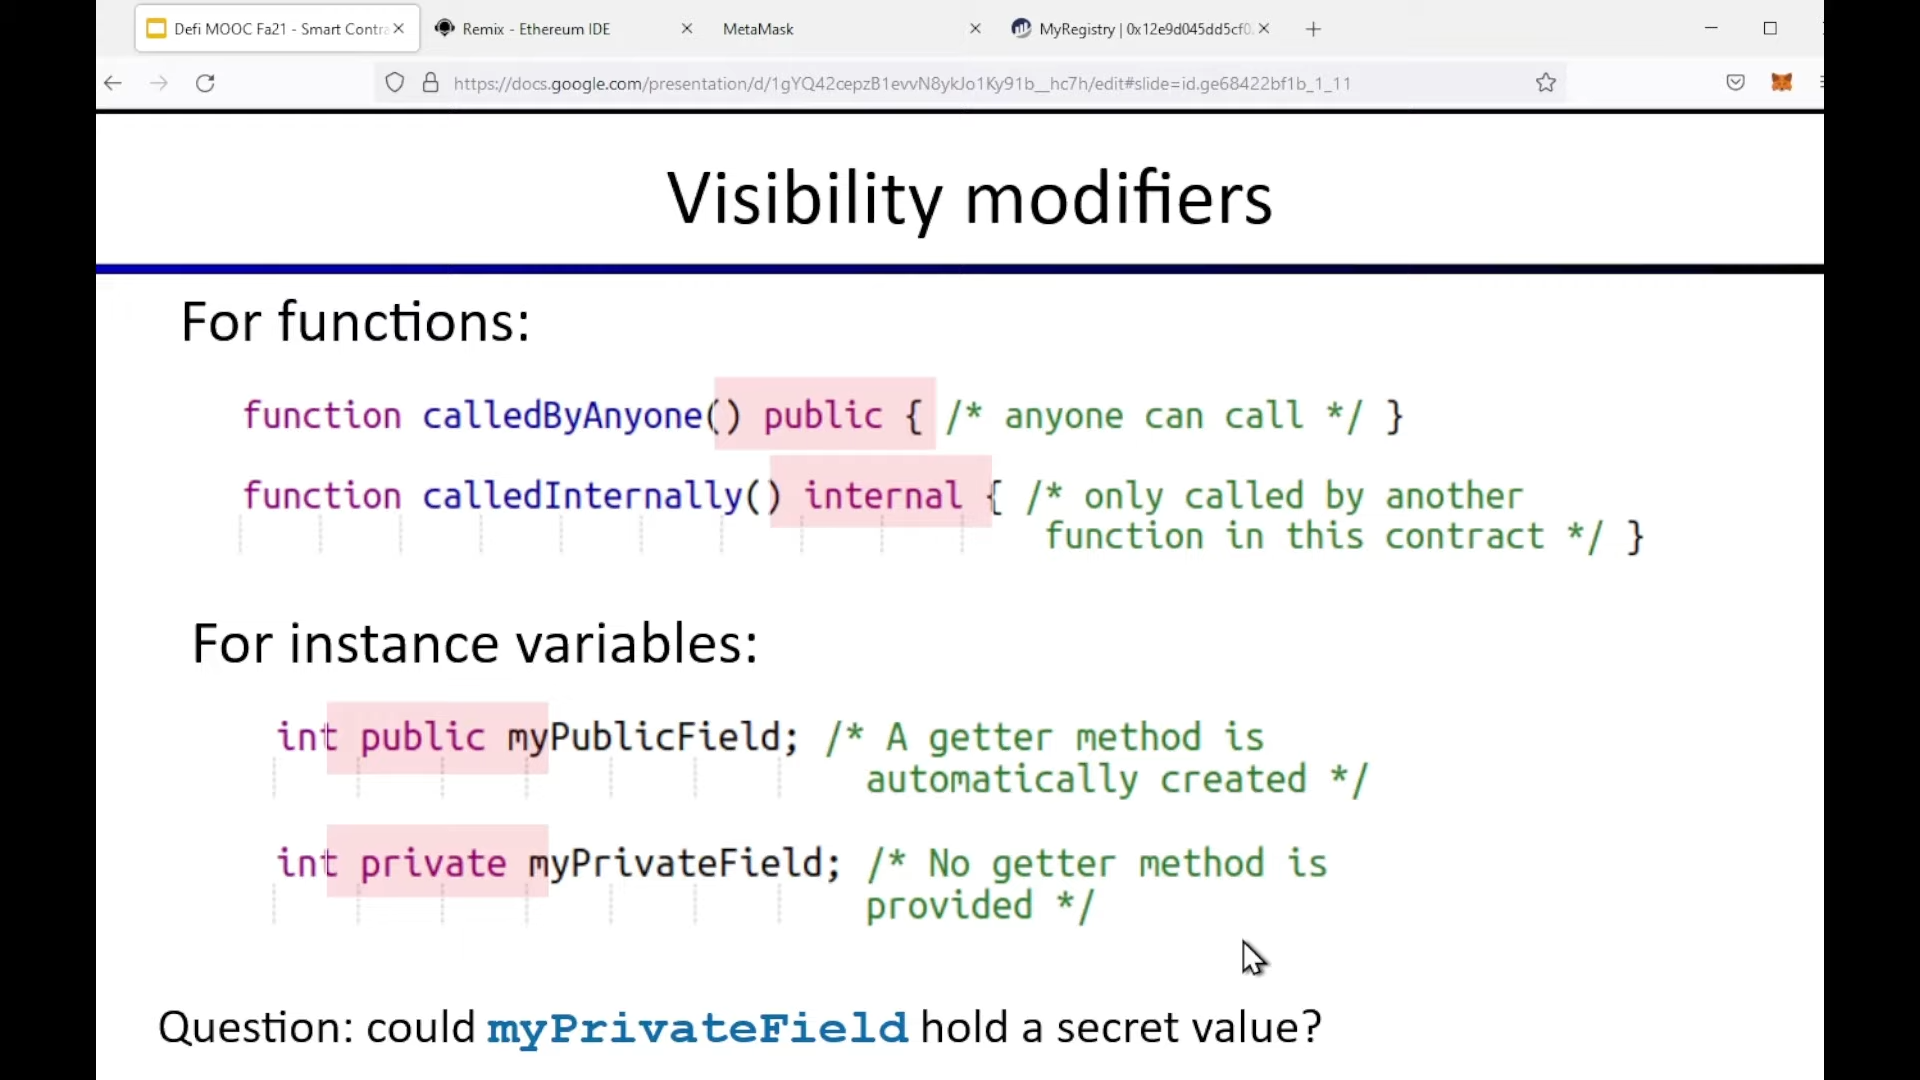 Defi MOOC Fa21 - Smart Contra
Remix - Ethereum IDE
MetaMask
MyRegistry | 0x12e9d045dd5cf0
https://docs.google.com/presentation/d/1gYQ42cepzB1evvN8ykJo1Ky91b__hc7h/edit#slide=id.ge68422bf1b_1_11
Visibility modifiers
For functions:
function calledByAnyone() public { /* anyone can call */ }
function calledInternally() internal { /* only called by another
function in this contract */ }
For instance variables:
int public myPublicField; /* A getter method is
automatically created */
int private myPrivateField; /* No getter method is
provided */
Question: could myPrivateField hold a secret value?